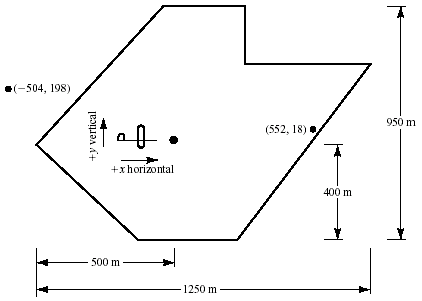 (−504, 198)
950 m
+y vertical
(552, 18)
+x horizontal
400 m
500 m
1250 m